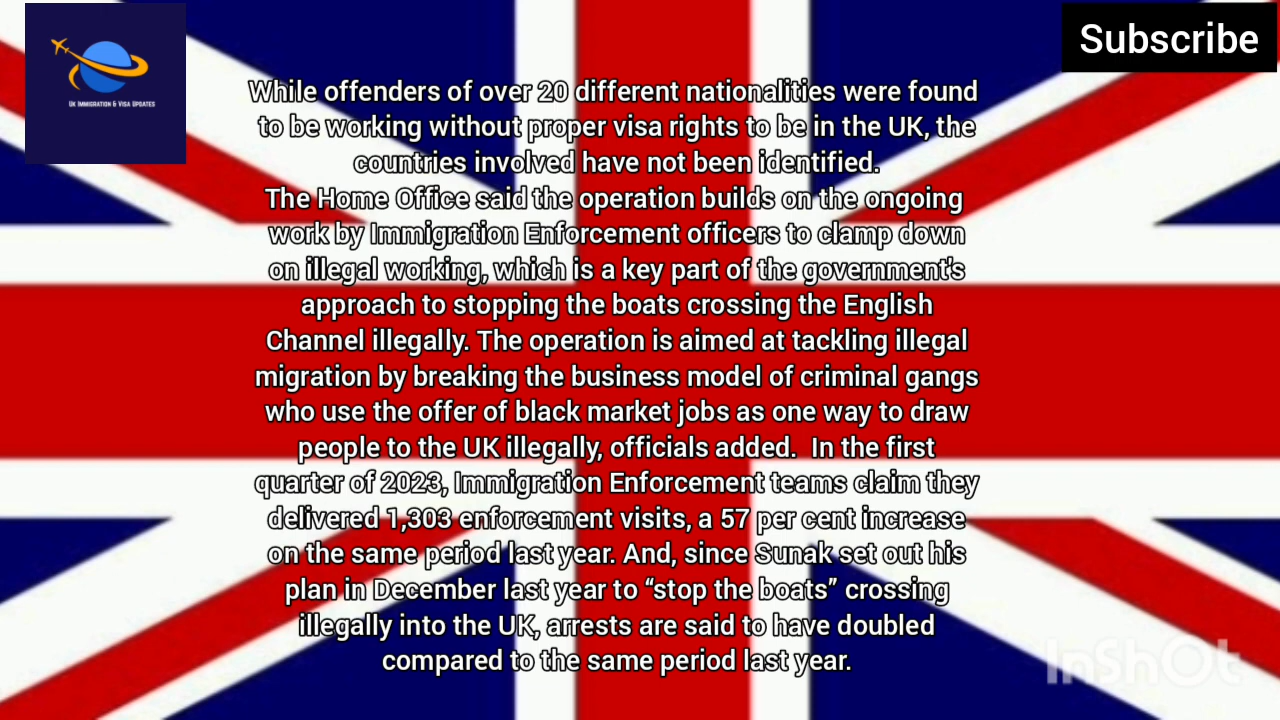 Subscribe
UK Immigration & Visa Updates
While offenders of over 20 different nationalities were found
to be working without proper visa rights to be in the UK, the
countries involved have not been identified.
The Home Office said the operation builds on the ongoing
work by Immigration Enforcement officers to clamp down
on illegal working, which is a key part of the government's
approach to stopping the boats crossing the English
Channel illegally. The operation is aimed at tackling illegal
migration by breaking the business model of criminal gangs
who use the offer of black market jobs as one way to draw
people to the UK illegally, officials added.  In the first
quarter of 2023, Immigration Enforcement teams claim they
delivered 1,303 enforcement visits, a 57 per cent increase
on the same period last year. And, since Sunak set out his
plan in December last year to “stop the boats” crossing
illegally into the UK, arrests are said to have doubled
compared to the same period last year.
InShOt